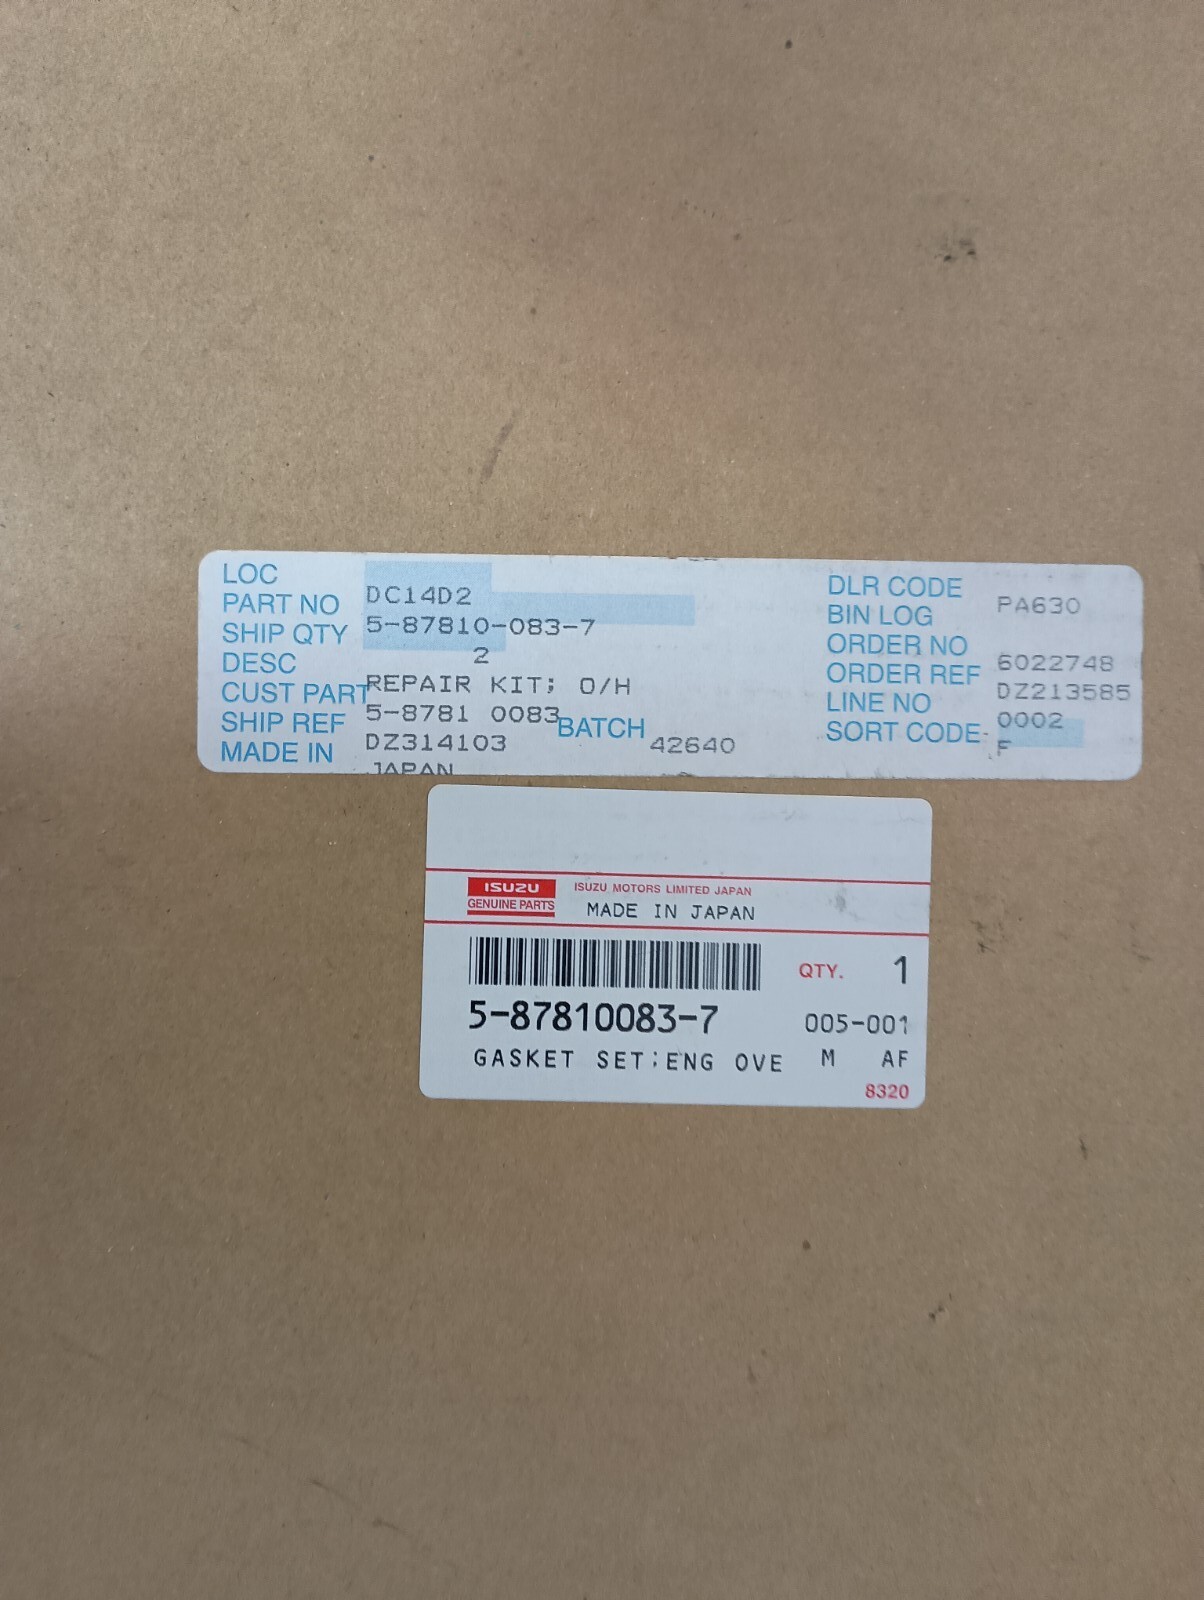 LOC DC14D2
PART NO 5-87810-083-7
SHIP QTY 2
DESC REPAIR KIT; O/H
CUST PART 5-8781 0083
SHIP REF DZ314103 BATCH 42640
MADE IN JAPAN
DLR CODE PA630
BIN LOG
ORDER NO 6022748
ORDER REF DZ213585
LINE NO 0002
SORT CODE- F
ISUZU ISUZU MOTORS LIMITED JAPAN
GENUINE PARTS MADE IN JAPAN
QTY. 1
5-87810083-7 005-001
GASKET SET;ENG OVE M AF
8320